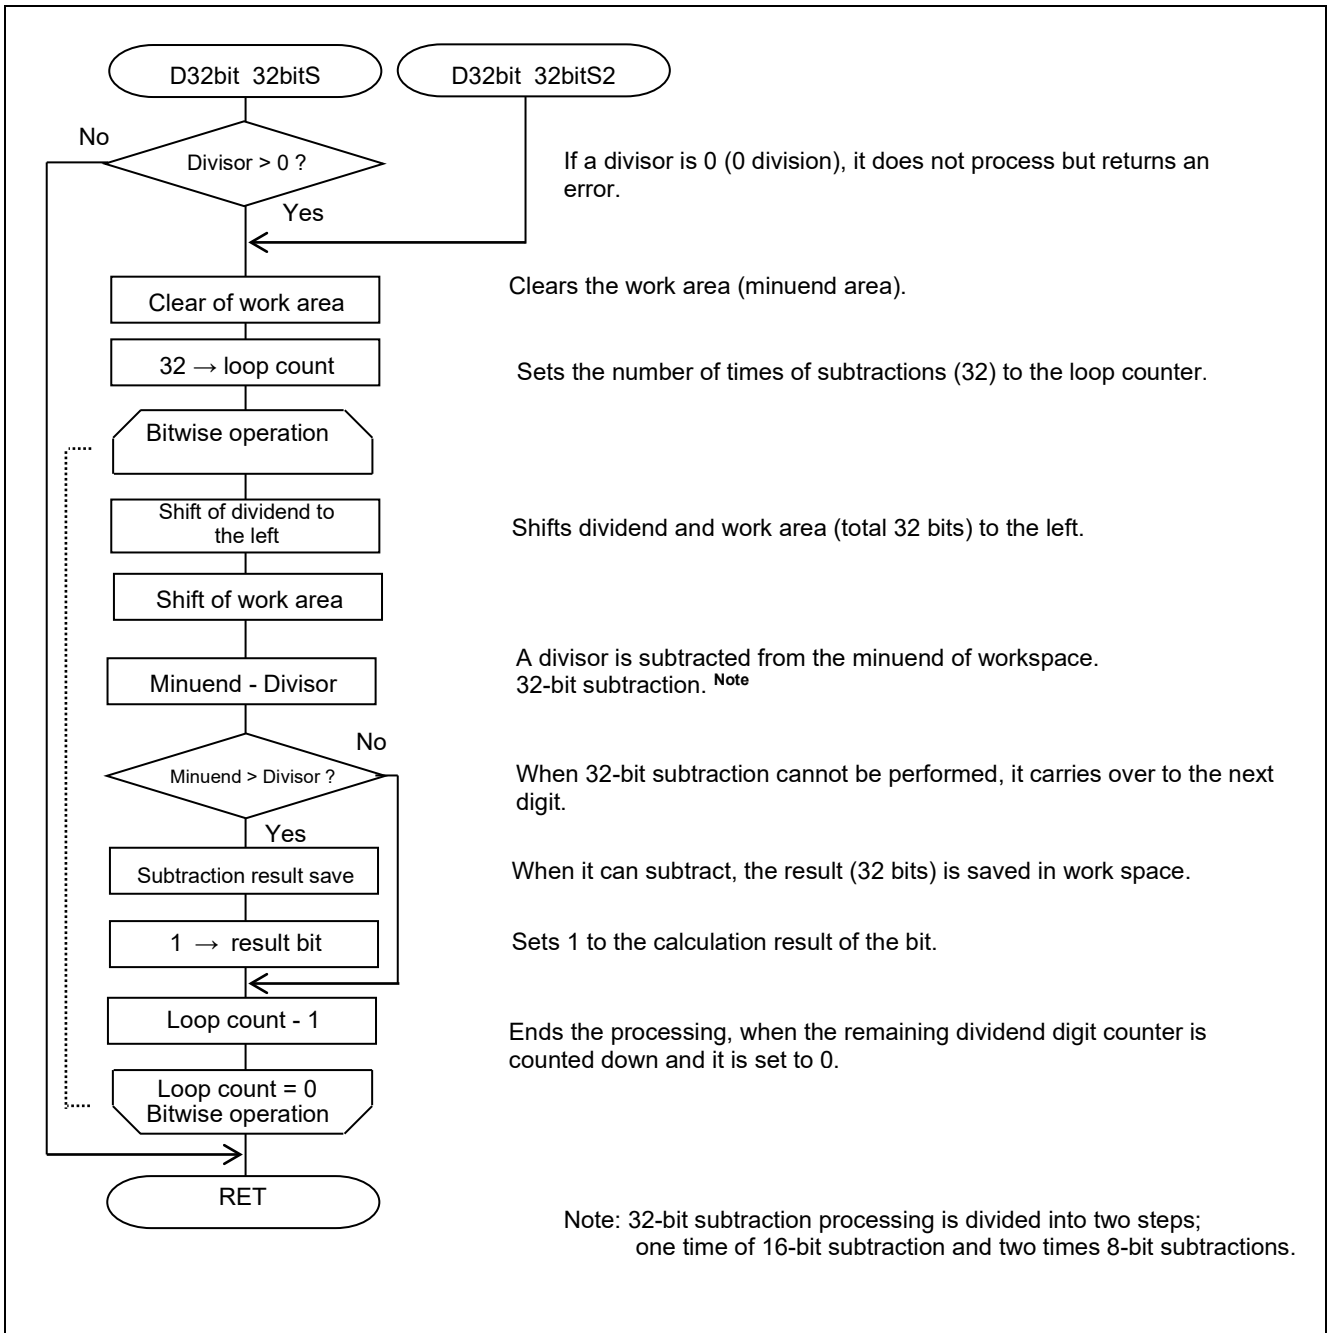 D32bit 32bitS
D32bit 32bitS2
No
Divisor > 0 ?
If a divisor is 0 (0 division), it does not process but returns an
error.
Yes
Clear of work area
Clears the work area (minuend area).
32 → loop count
Sets the number of times of subtractions (32) to the loop counter.
Bitwise operation
Shift of dividend to
the left
Shifts dividend and work area (total 32 bits) to the left.
Shift of work area
Minuend - Divisor
A divisor is subtracted from the minuend of workspace.
32-bit subtraction. Note
No
Minuend > Divisor ?
When 32-bit subtraction cannot be performed, it carries over to the next
digit.
Yes
Subtraction result save
When it can subtract, the result (32 bits) is saved in work space.
1 → result bit
Sets 1 to the calculation result of the bit.
Loop count - 1
Ends the processing, when the remaining dividend digit counter is
counted down and it is set to 0.
Loop count = 0
Bitwise operation
RET
Note: 32-bit subtraction processing is divided into two steps;
one time of 16-bit subtraction and two times 8-bit subtractions.